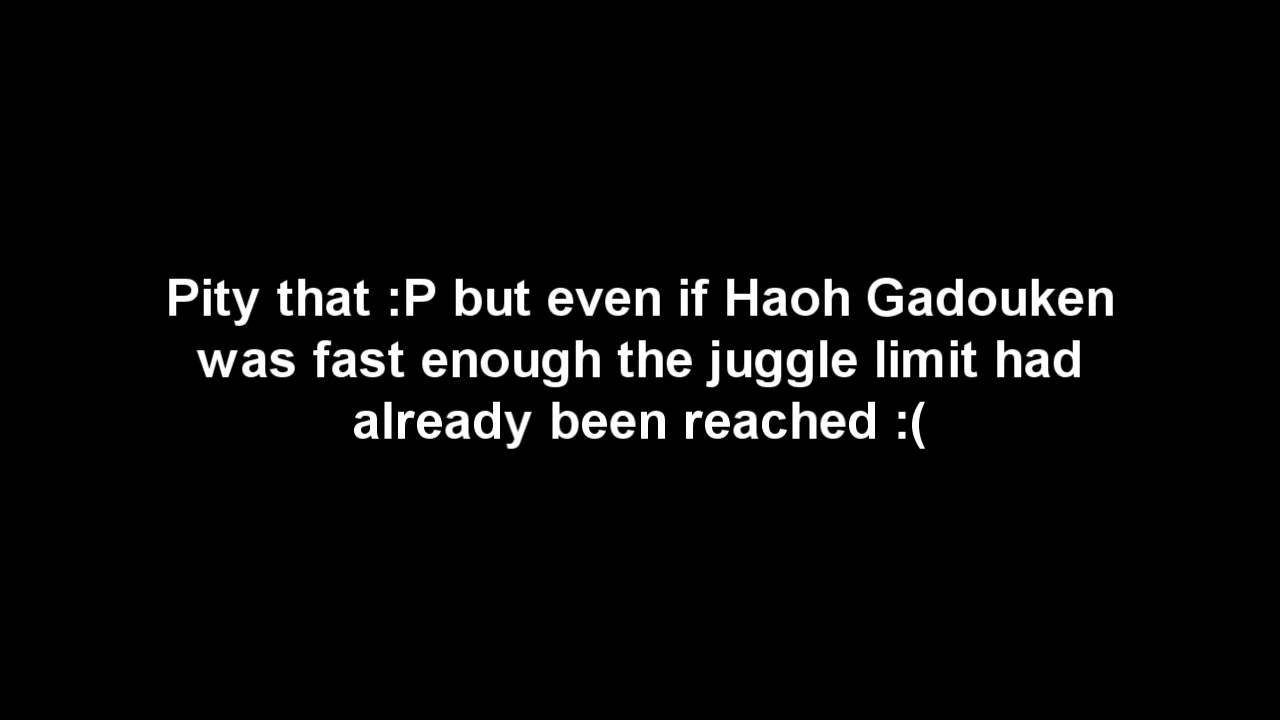 Pity that :P but even if Haoh Gadouken
was fast enough the juggle limit had
already been reached :(